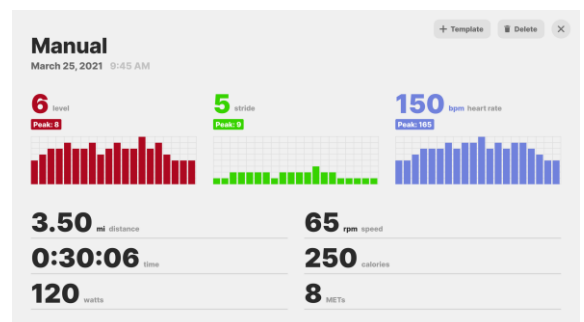 + Template
Delete
Manual
March 25, 2021 9:45 AM
6 level
Peak: 8
5 stride
Peak: 9
150 bpm heart rate
Peak: 165
3.50 mi distance
65 rpm speed
0:30:06 time
250 calories
120 watts
8 METs